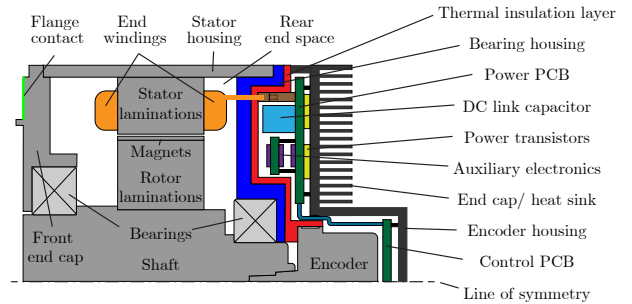 Flange
contact
End
windings
Stator
housing
Rear
end space
Thermal insulation layer
Bearing housing
Power PCB
DC link capacitor
Power transistors
Auxiliary electronics
End cap/ heat sink
Encoder housing
Control PCB
Line of symmetry
Stator
laminations
Magnets
Rotor
laminations
Bearings
Front
end cap
Shaft
Encoder